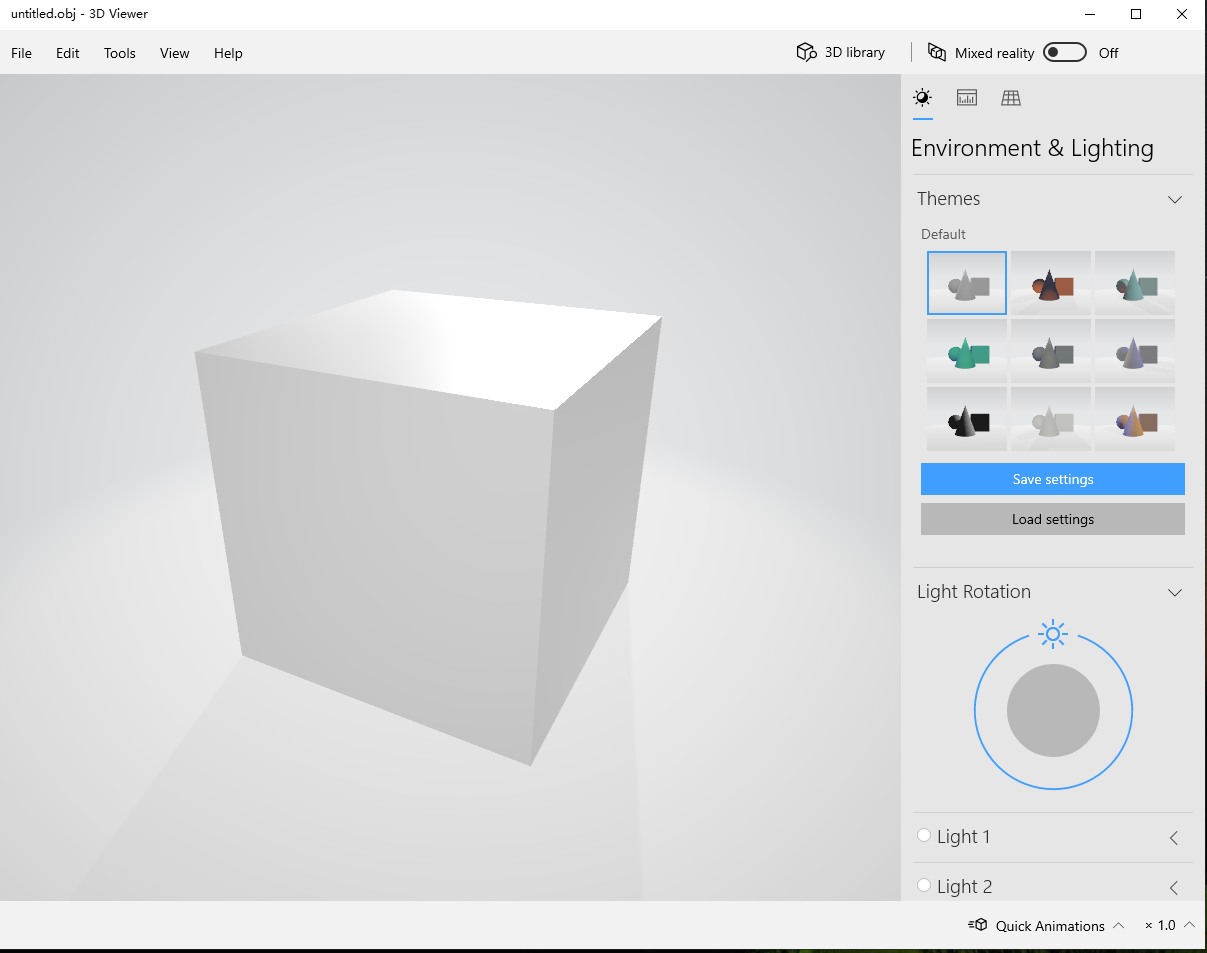 untitled.obj - 3D Viewer
File Edit Tools View Help 3D library Mixed reality Off
Environment & Lighting
Themes
Default
Save settings
Load settings
Light Rotation
Light 1
Light 2
Quick Animations × 1.0